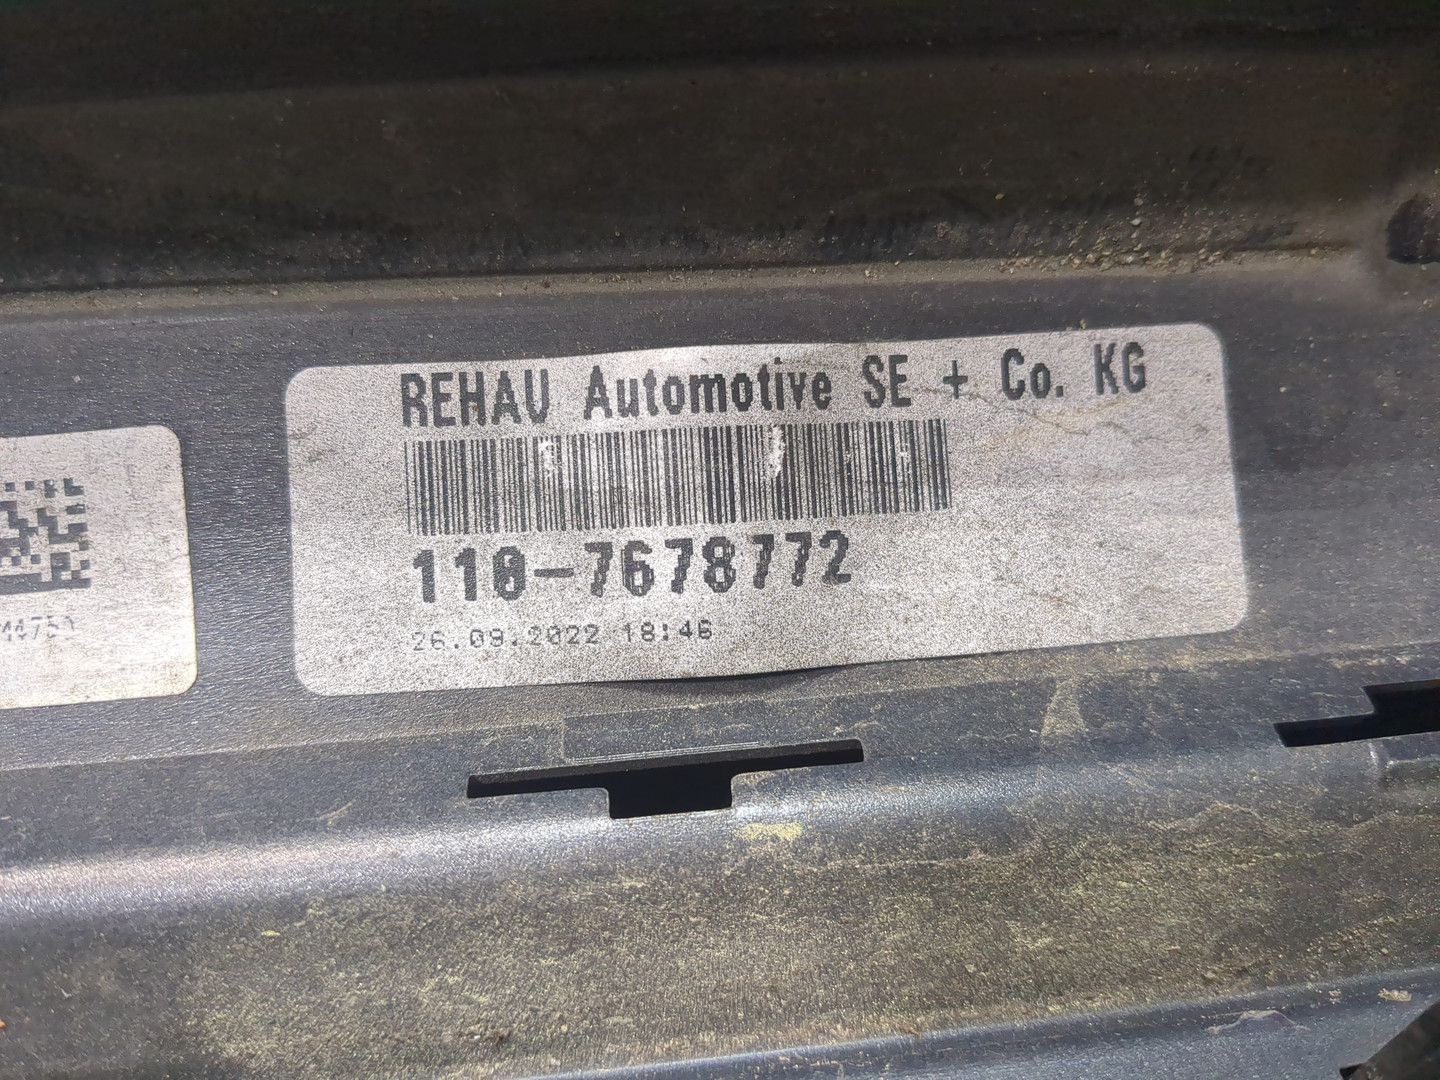 REHAU Automotive SE + Co. KG
110-7678772
26.09.2022 18:46